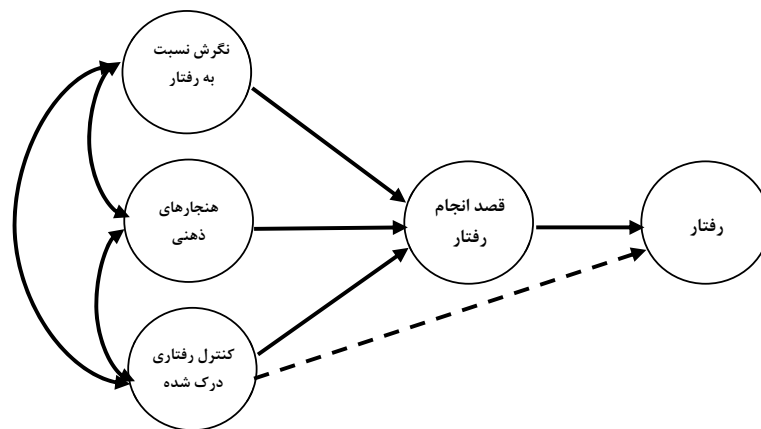 نگرش نسبت
به رفتار
هنجارهای
ذهنی
کنترل رفتاری
درک شده
قصد انجام
رفتار
رفتار